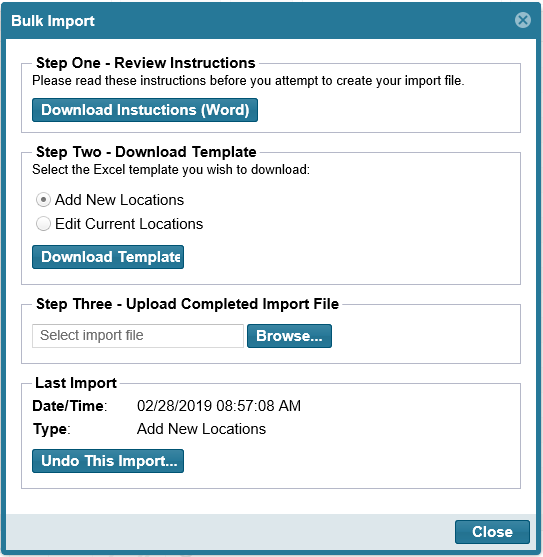 Bulk Import
Step One - Review Instructions
Please read these instructions before you attempt to create your import file.
Download Instuctions (Word)
Step Two - Download Template
Select the Excel template you wish to download:
Add New Locations
Edit Current Locations
Download Template
Step Three - Upload Completed Import File
Select import file Browse...
Last Import
Date/Time: 02/28/2019 08:57:08 AM
Type: Add New Locations
Undo This Import...
Close